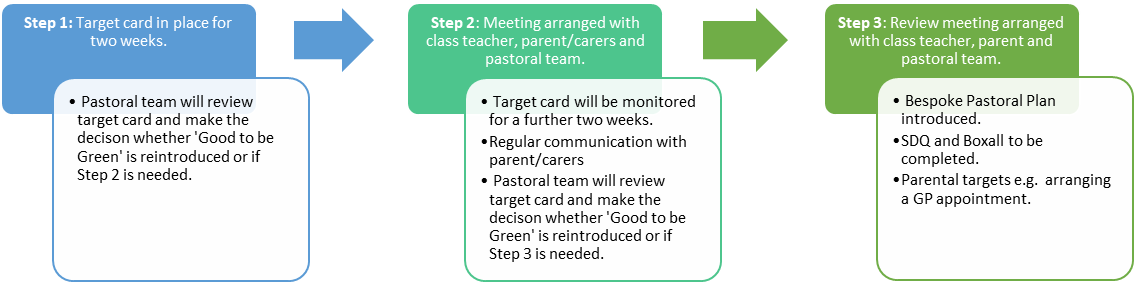 Step 1: Target card in place for
two weeks.
• Pastoral team will review
target card and make the
decison whether 'Good to be
Green' is reintroduced or if
Step 2 is needed.
Step 2: Meeting arranged with
class teacher, parent/carers and
pastoral team.
• Target card will be monitored
for a further two weeks.
•Regular communication with
parent/carers
• Pastoral team will review
target card and make the
decison whether 'Good to be
Green' is reintroduced or if
Step 3 is needed.
Step 3: Review meeting arranged
with class teacher, parent and
pastoral team.
• Bespoke Pastoral Plan
introduced.
•SDQ and Boxall to be
completed.
•Parental targets e.g. arranging
a GP appointment.